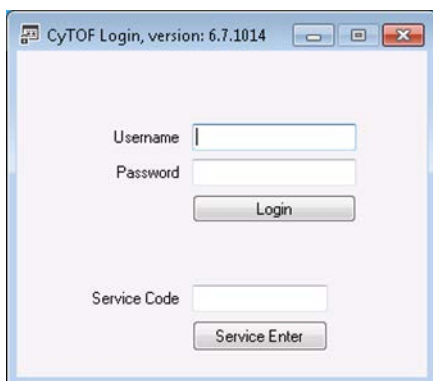 CyTOF Login, version: 6.7.1014
Username
Password
Login
Service Code
Service Enter